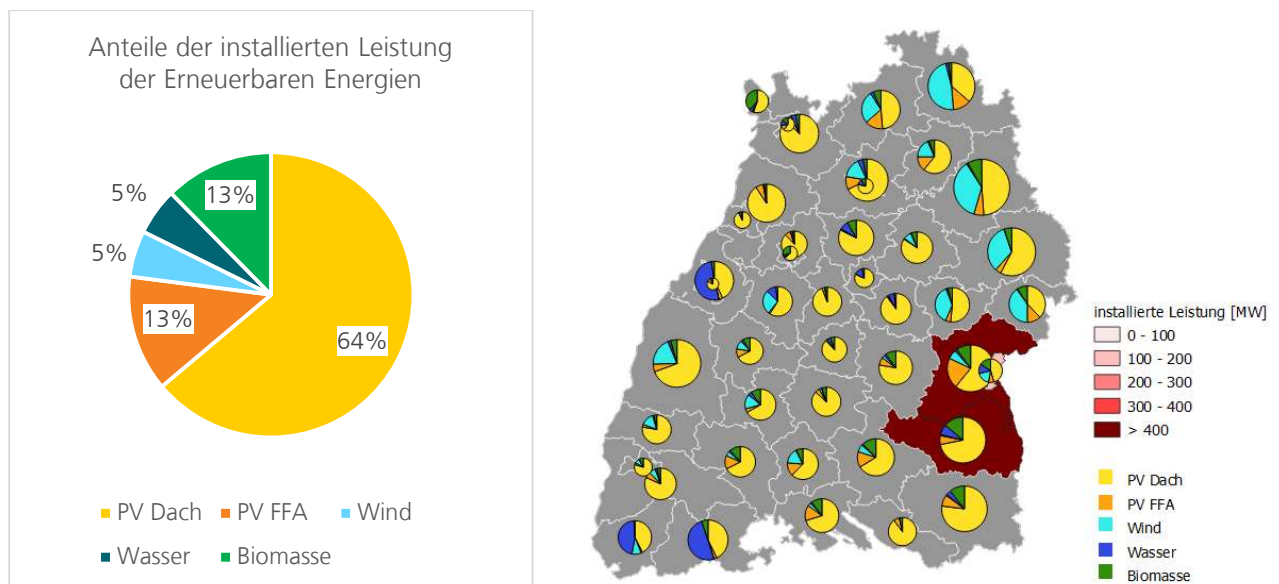 Anteile der installierten Leistung
der Erneuerbaren Energien
5%
13%
5%
13%
64%
PV Dach
PV FFA
Wind
Wasser
Biomasse
installierte Leistung [MW]
0 - 100
100 - 200
200 - 300
300 - 400
> 400
PV Dach
PV FFA
Wind
Wasser
Biomasse